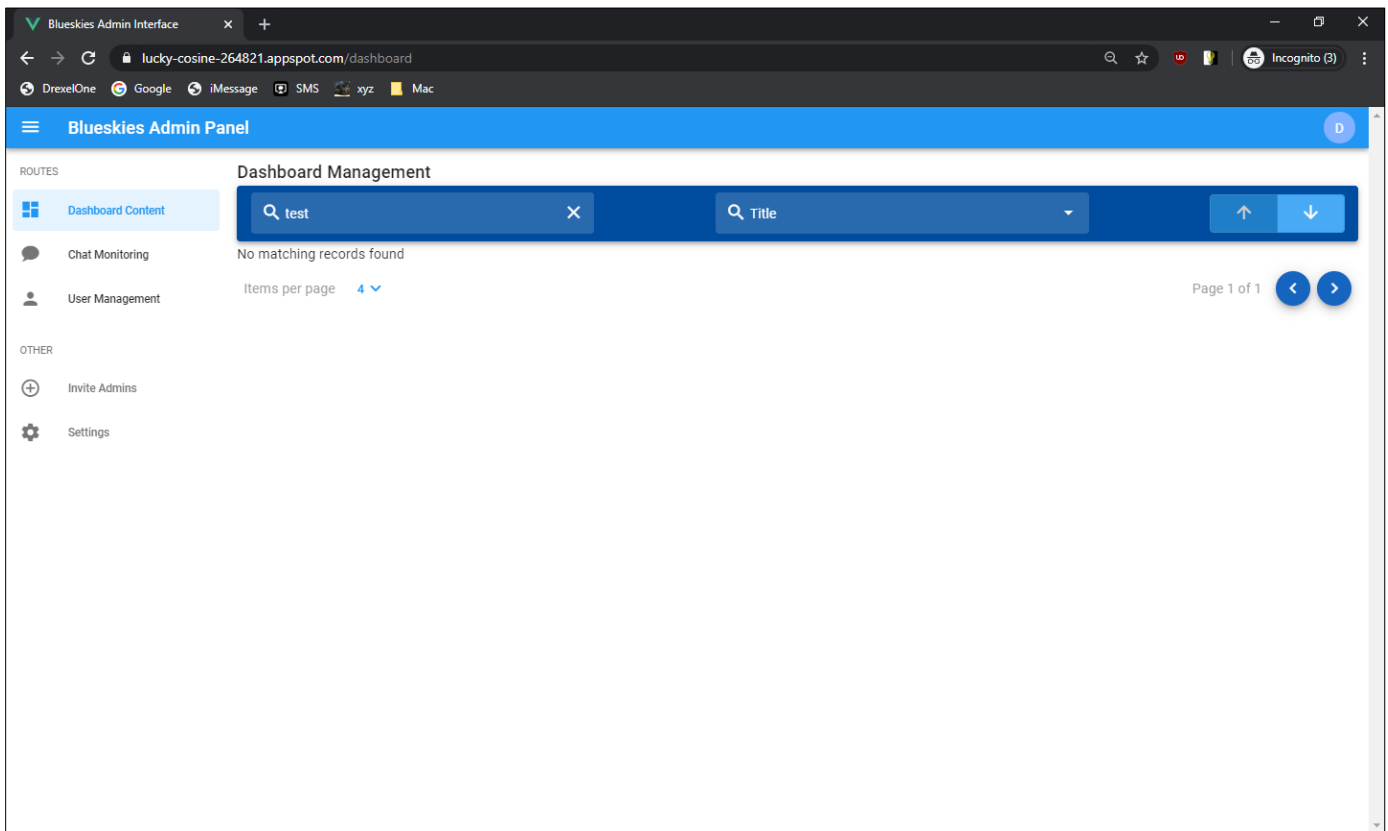 Blueskies Admin Interface
lucky-cosine-264821.appspot.com/dashboard
Incognito (3)
DrexelOne Google iMessage SMS xyz Mac
Blueskies Admin Panel
D
ROUTES
Dashboard Management
Dashboard Content
test
Title
Chat Monitoring
No matching records found
User Management
Items per page 4
Page 1 of 1
OTHER
Invite Admins
Settings